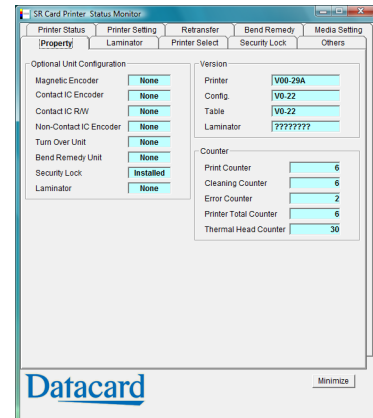 SR Card Printer Status Monitor
Printer Status Printer Setting Retransfer Bend Remedy Media Setting
Property Laminator Printer Select Security Lock Others
Optional Unit Configuration
Magnetic Encoder None
Contact IC Encoder None
Contact IC R/W None
Non-Contact IC Encoder None
Turn Over Unit None
Bend Remedy Unit None
Security Lock Installed
Laminator None
Version
Printer V00-29A
Config. V0-22
Table V0-22
Laminator ????????
Counter
Print Counter 6
Cleaning Counter 6
Error Counter 2
Printer Total Counter 6
Thermal Head Counter 30
Datacard
Minimize